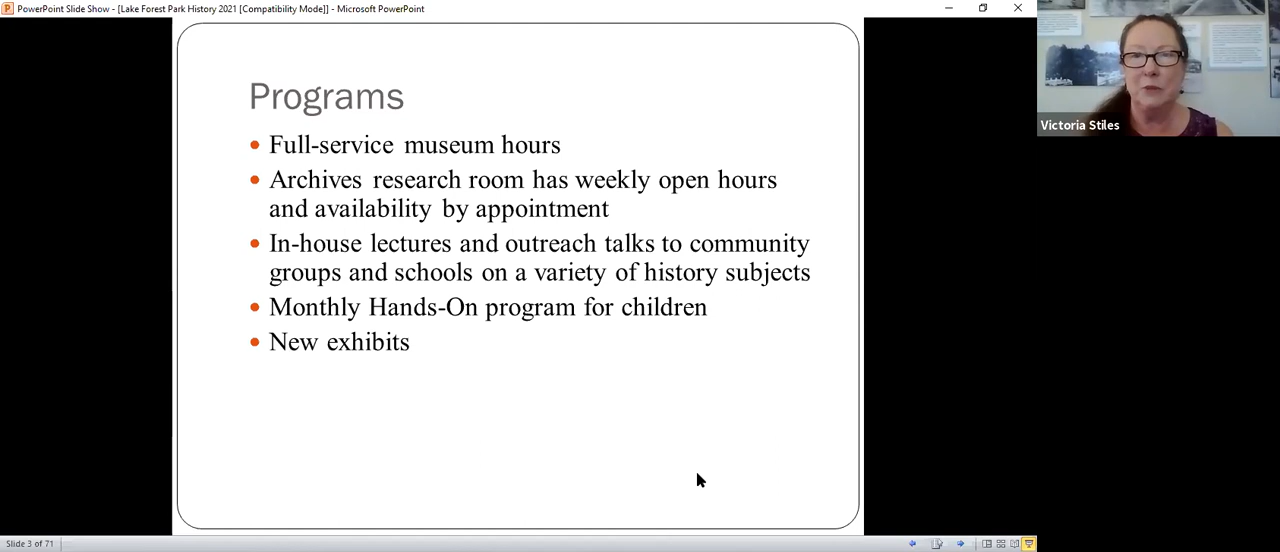 PowerPoint Slide Show - [Lake Forest Park History 2021 [Compatibility Mode]] - Microsoft PowerPoint
Programs
Full-service museum hours
Archives research room has weekly open hours
and availability by appointment
In-house lectures and outreach talks to community
groups and schools on a variety of history subjects
Monthly Hands-On program for children
New exhibits
Victoria Stiles
Slide 3 of 71